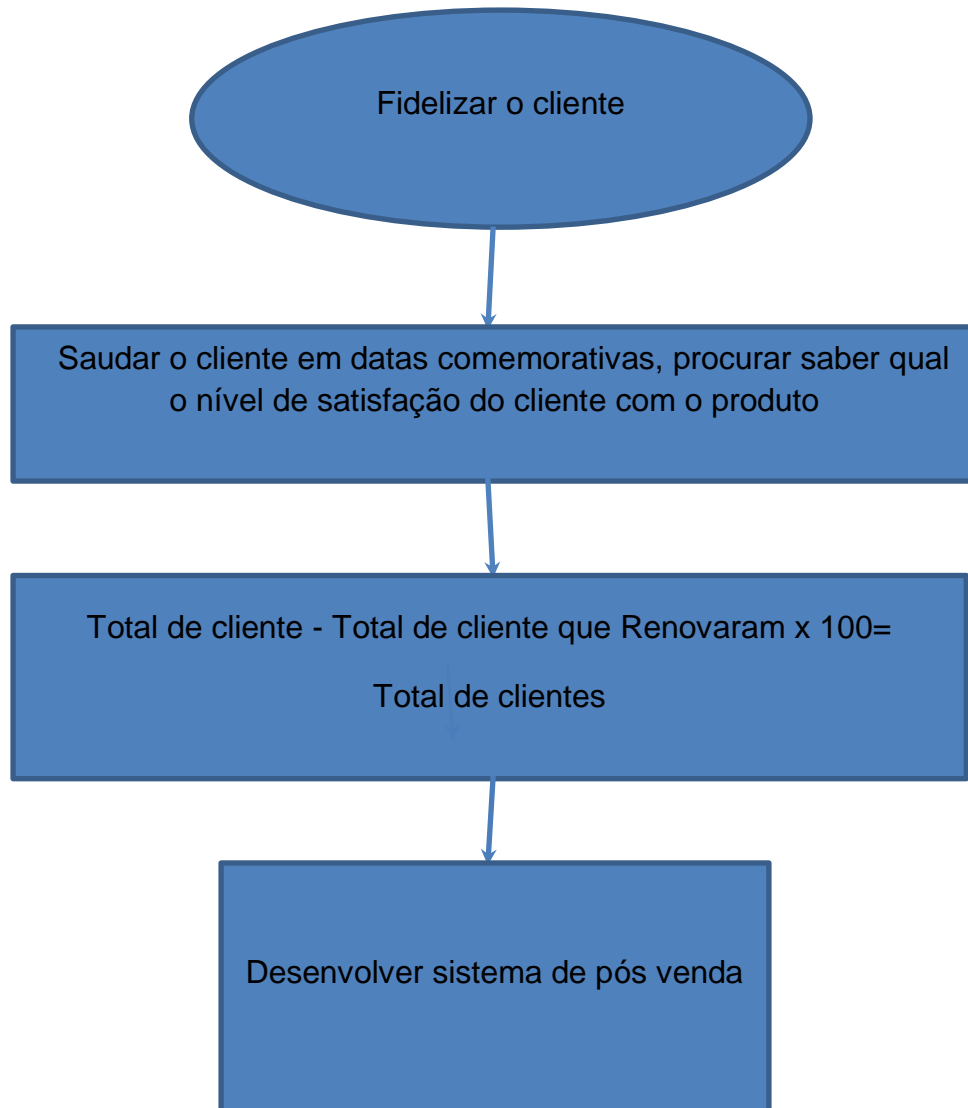 Fidelizar o cliente
Saudar o cliente em datas comemorativas, procurar saber qual
o nível de satisfação do cliente com o produto
Total de cliente - Total de cliente que Renovaram x 100=
Total de clientes
Desenvolver sistema de pós venda